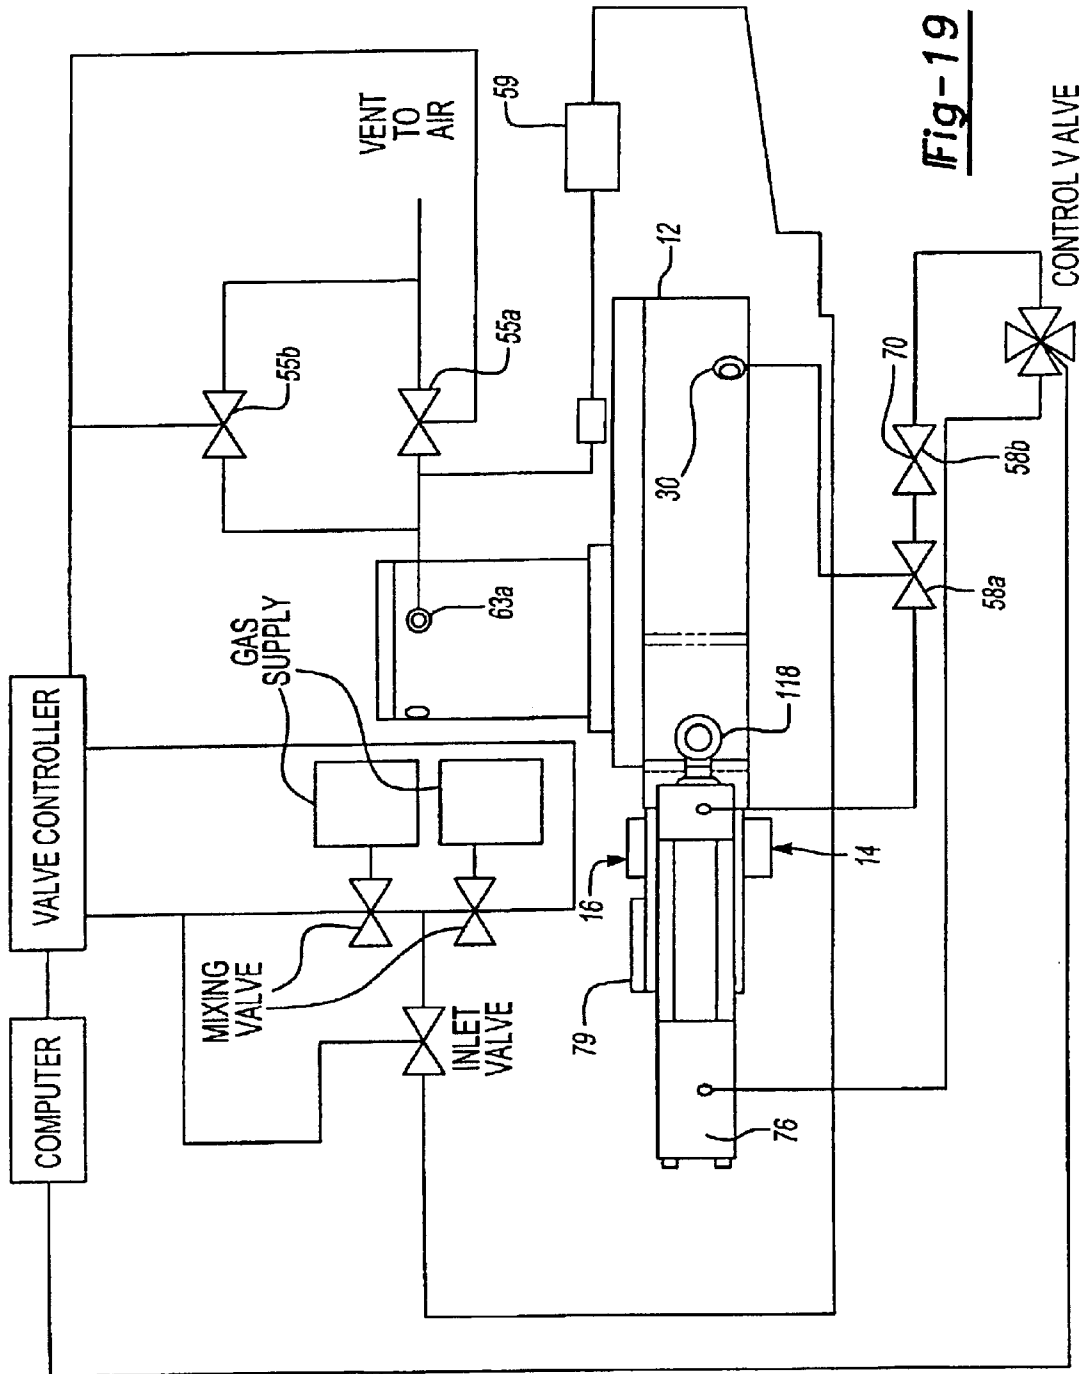 COMPUTER
VALVE CONTROLLER
MIXING
VALVE
GAS
SUPPLY
INLET
VALVE
VENT
TO
AIR
55b
55a
59
63a
12
30
118
16
14
79
76
70
58b
58a
CONTROL VALVE
Fig-19